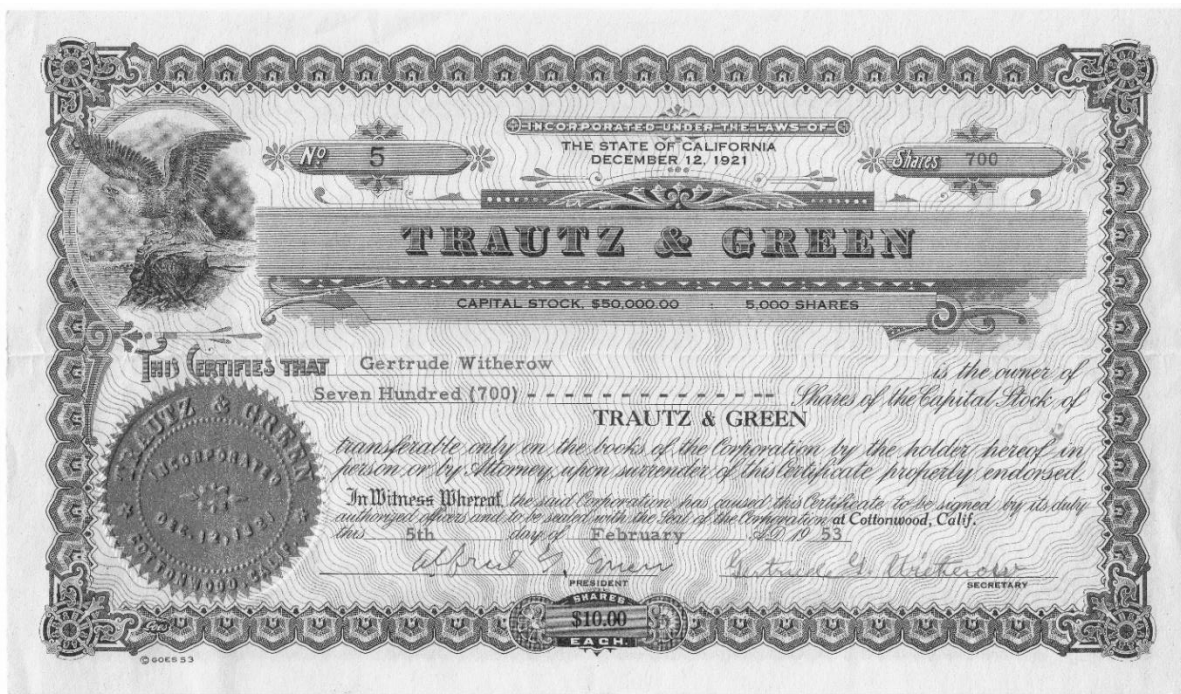 INCORPORATED UNDER THE LAWS OF
THE STATE OF CALIFORNIA
DECEMBER 12, 1921
No 5
Shares 700
TRAUTZ & GREEN
CAPITAL STOCK, $50,000.00 5,000 SHARES
THIS CERTIFIES THAT Gertrude Witherow is the owner of
Seven Hundred (700) - - - - - - - - - - - - - - - Shares of the Capital Stock of
TRAUTZ & GREEN
transferable only on the books of the Corporation by the holder hereof in
person or by Attorney, upon surrender of this Certificate properly endorsed.
In Witness Whereof, the said Corporation has caused this Certificate to be signed by its duly
authorized officers and to be sealed with the Seal of the Corporation at Cottonwood, Calif.
this 5th day of February A.D. 19 53
TRAUTZ & GREEN
INCORPORATED
DEC. 12, 1921
COTTONWOOD, CALIF.
Alfred G. Green
PRESIDENT
Gertrude G. Witherow
SECRETARY
SHARES
$10.00
EACH
Goes
© GOES 53